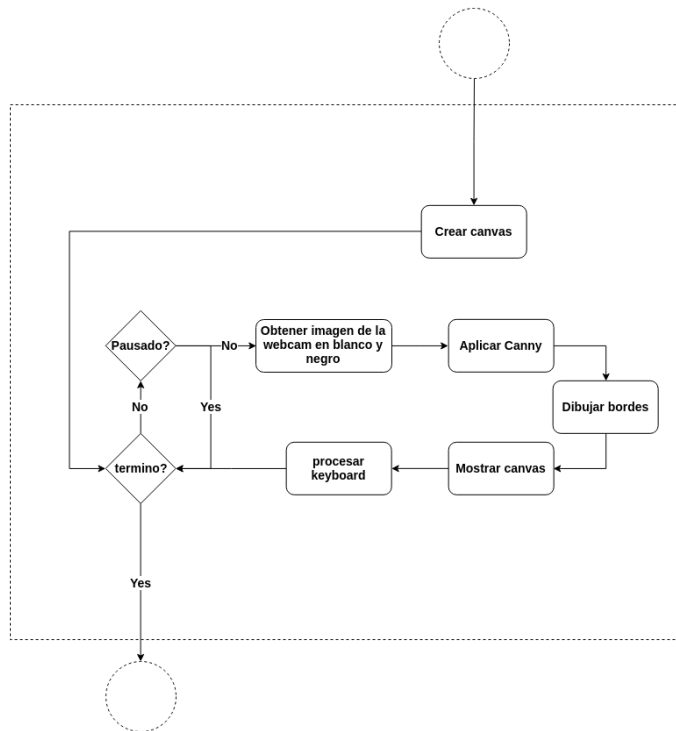 Crear canvas
Pausado?
No
Obtener imagen de la
webcam en blanco y
negro
Aplicar Canny
No
Yes
Dibujar bordes
termino?
procesar
keyboard
Mostrar canvas
Yes